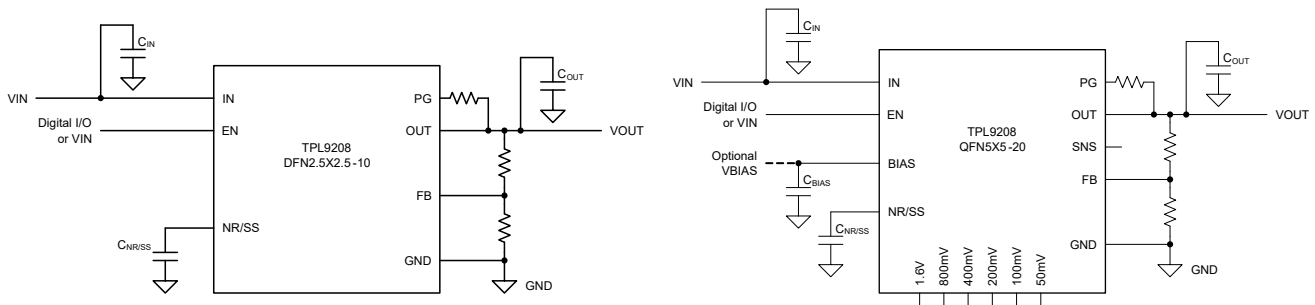 CIN
COUT
VIN
IN
PG
Digital I/O
or VIN
EN
OUT
VOUT
TPL9208
DFN2.5X2.5-10
FB
NR/SS
CNR/SS
GND
GND
CIN
COUT
VIN
IN
PG
Digital I/O
or VIN
EN
OUT
VOUT
TPL9208
QFN5X5-20
SNS
Optional
VBIAS
BIAS
FB
CBIAS
NR/SS
CNR/SS
GND
GND
1.6V
800mV
400mV
200mV
100mV
50mV